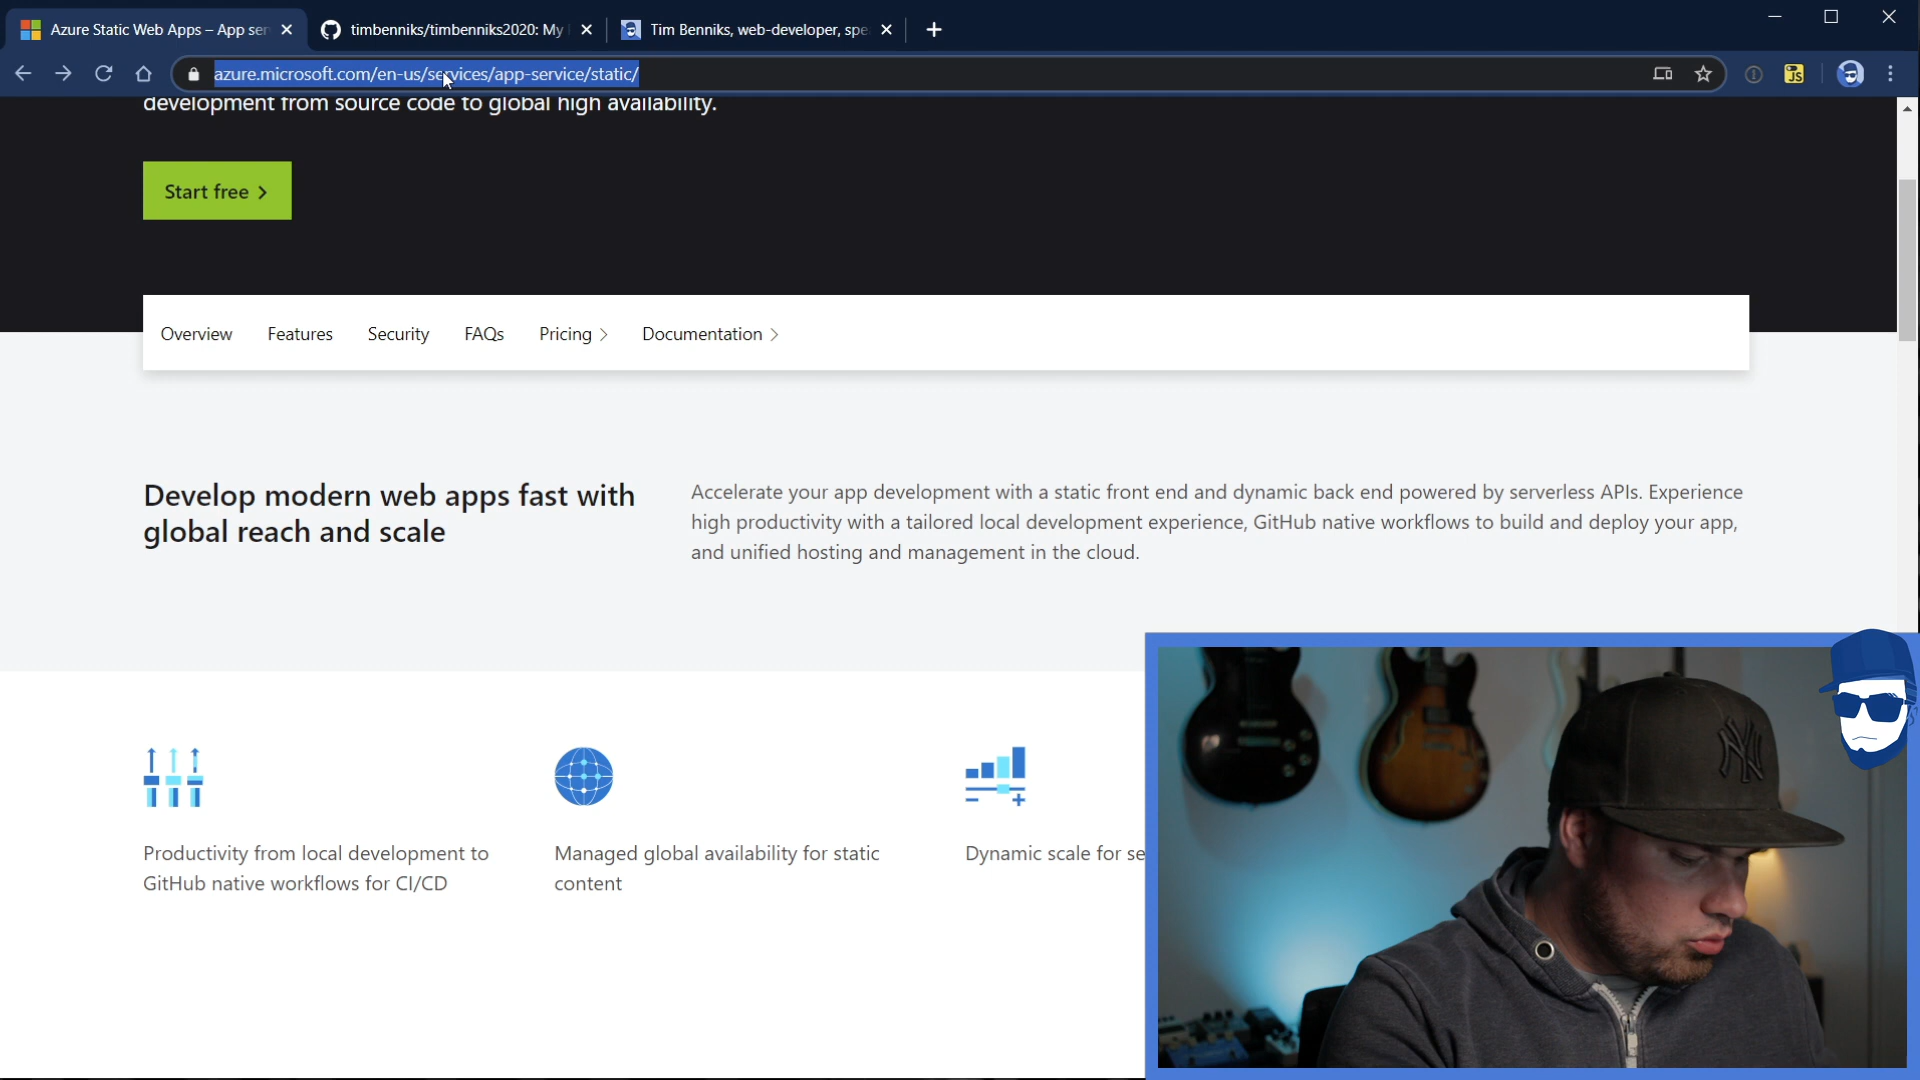 Azure Static Web Apps – App ser
timbenniks/timbenniks2020: My
Tim Benniks, web-developer, spe
azure.microsoft.com/en-us/services/app-service/static/
JS
development from source code to global high availability.
Start free
Overview
Features
Security
FAQs
Pricing
Documentation
Develop modern web apps fast with
global reach and scale
Accelerate your app development with a static front end and dynamic back end powered by serverless APIs. Experience
high productivity with a tailored local development experience, GitHub native workflows to build and deploy your app,
and unified hosting and management in the cloud.
Productivity from local development to
GitHub native workflows for CI/CD
Managed global availability for static
content
Dynamic scale for se
NY